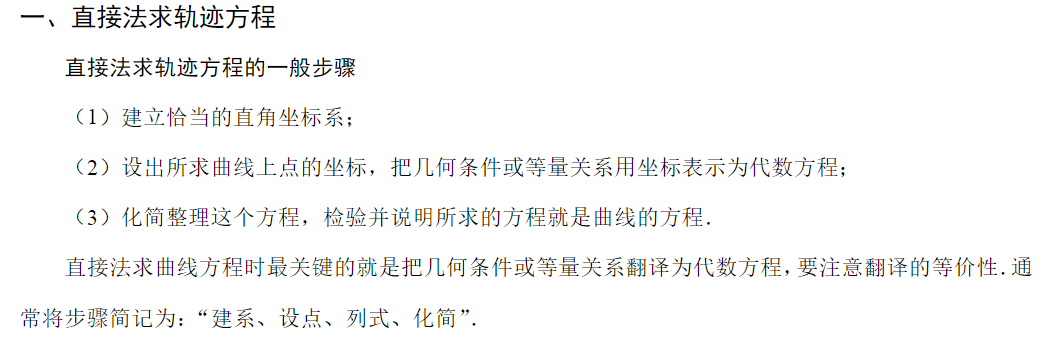 一、直接法求轨迹方程
直接法求轨迹方程的一般步骤
（1）建立恰当的直角坐标系；
（2）设出所求曲线上点的坐标，把几何条件或等量关系用坐标表示为代数方程；
（3）化简整理这个方程，检验并说明所求的方程就是曲线的方程．
直接法求曲线方程时最关键的就是把几何条件或等量关系翻译为代数方程，要注意翻译的等价性．通
常将步骤简记为：“建系、设点、列式、化简”．